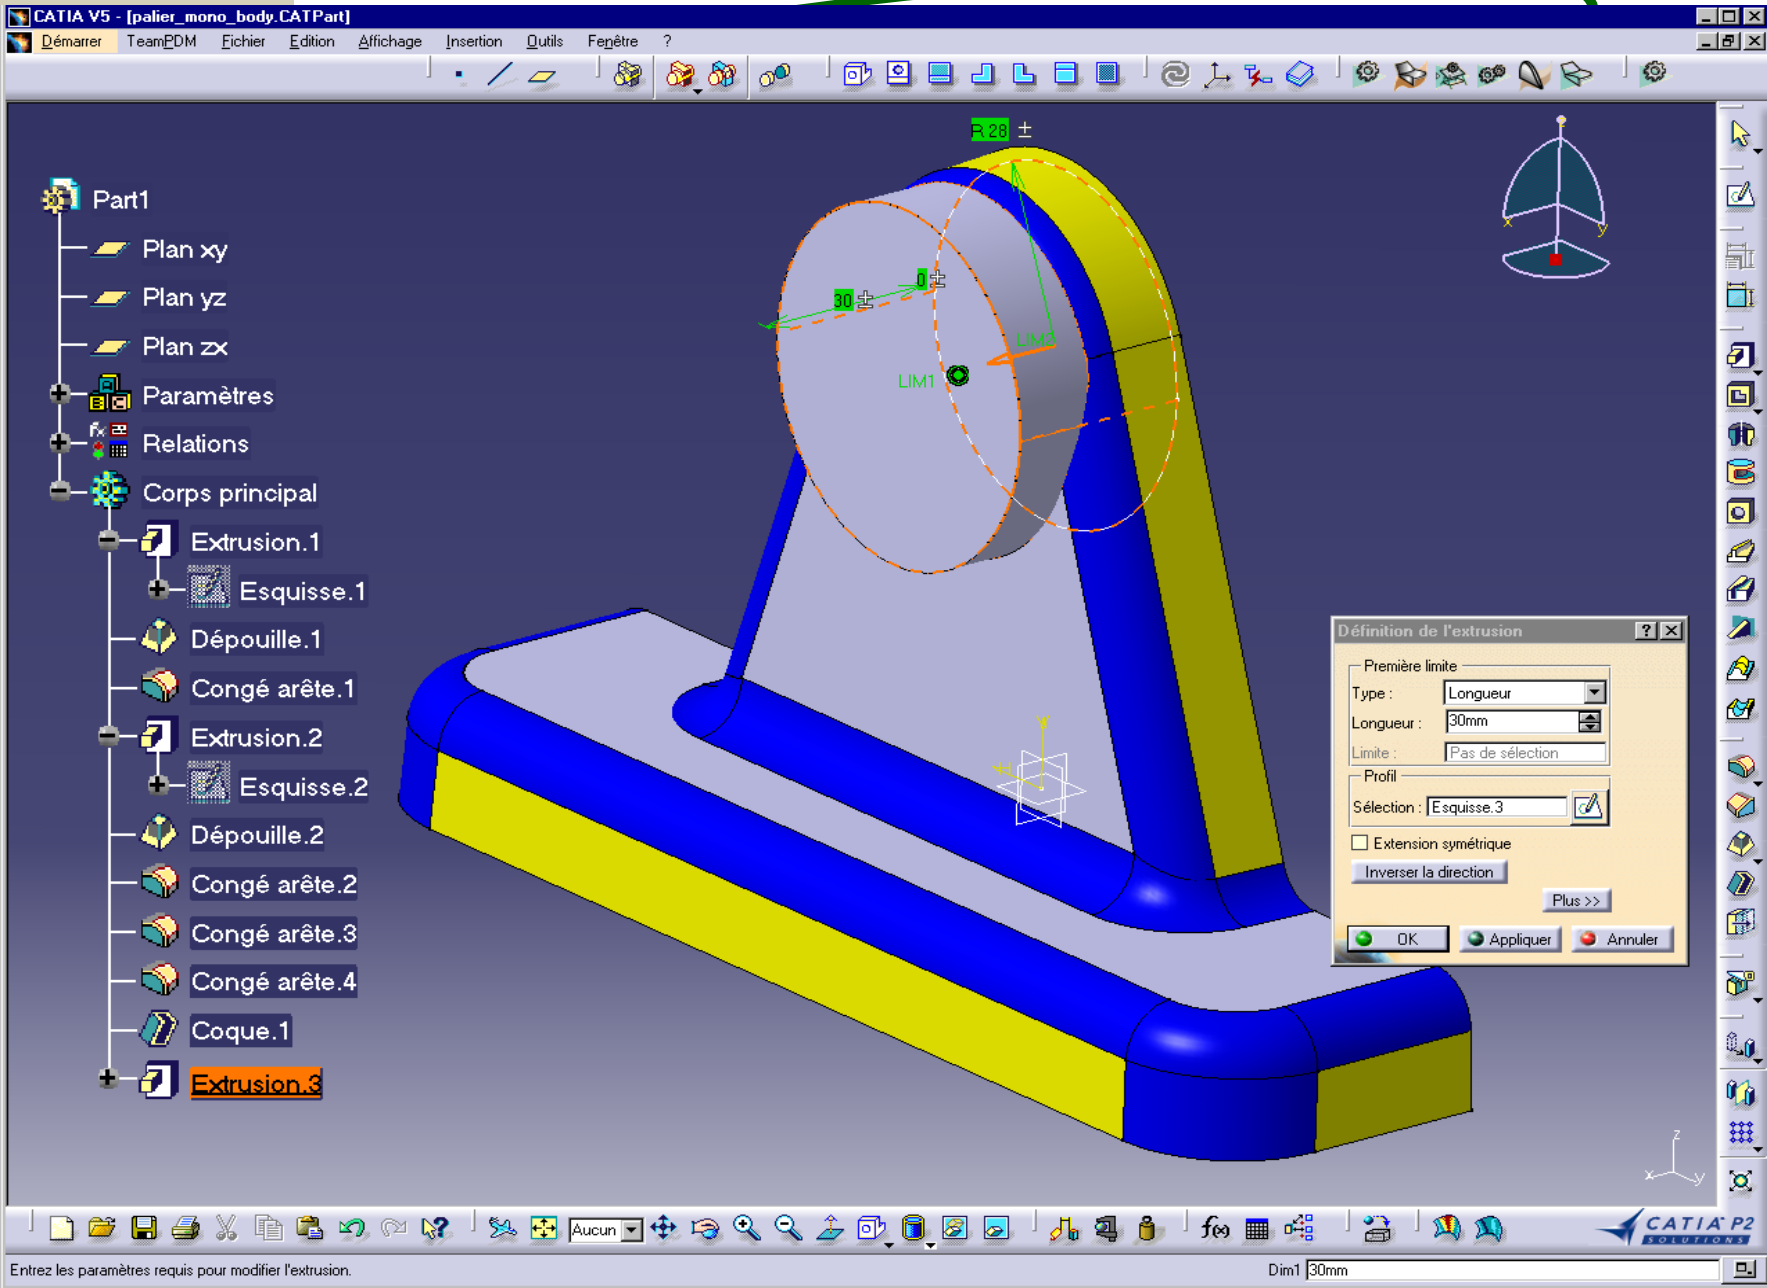 CATIA V5 - [palier_mono_body.CATPart]
Démarrer TeamPDM Fichier Edition Affichage Insertion Outils Fenêtre ?
R 28 ±
z
x
y
Part1
Plan xy
Plan yz
Plan zx
Paramètres
Relations
Corps principal
Extrusion.1
Esquisse.1
Dépouille.1
Congé arête.1
Extrusion.2
Esquisse.2
Dépouille.2
Congé arête.2
Congé arête.3
Congé arête.4
Coque.1
Extrusion.3
0 ±
30 ±
LIM2
LIM1
Définition de l'extrusion
Première limite
Type : Longueur
Longueur : 30mm
Limite : Pas de sélection
Profil
Sélection : Esquisse.3
Extension symétrique
Inverser la direction
Plus >>
OK Appliquer Annuler
z
x y
Aucun
f(x)
CATIA P2
SOLUTIONS
Entrez les paramètres requis pour modifier l'extrusion.
Dim1 30mm